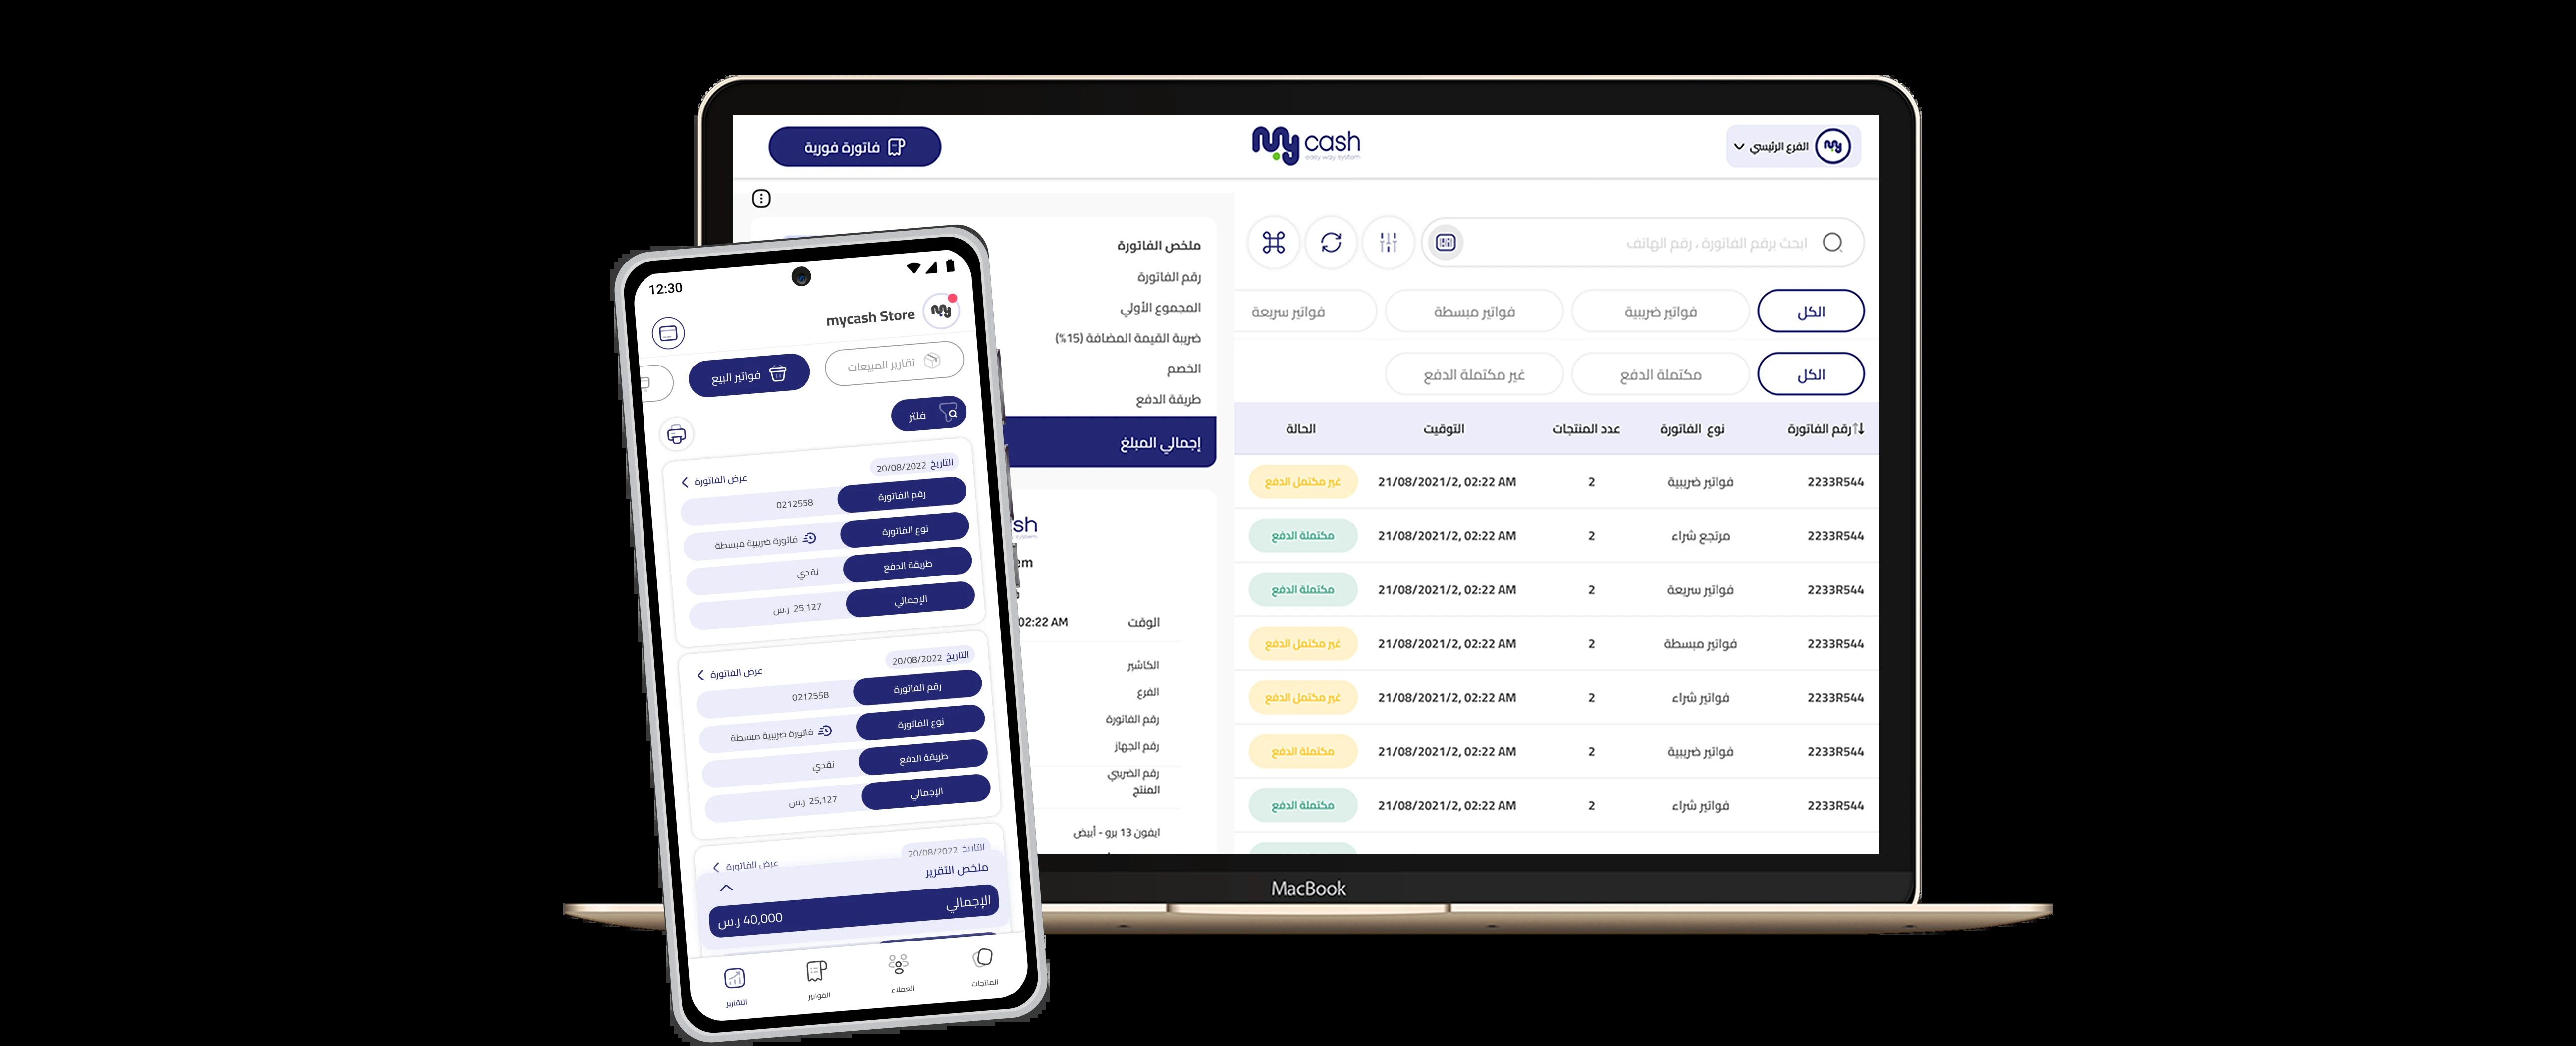 الفرع الرئيسي
My cash
easy way system
فاتورة فورية
ابحث برقم الفاتورة ، رقم الهاتف
الكل
فواتير ضريبية
فواتير مبسطة
فواتير سريعة
الكل
مكتملة الدفع
غير مكتملة الدفع
رقم الفاتورة نوع الفاتورة عدد المنتجات التوقيت الحالة
2233R544 فواتير ضريبية 2 21/08/2021/2, 02:22 AM غير مكتمل الدفع
2233R544 مرتجع شراء 2 21/08/2021/2, 02:22 AM مكتملة الدفع
2233R544 فواتير سريعة 2 21/08/2021/2, 02:22 AM مكتملة الدفع
2233R544 فواتير مبسطة 2 21/08/2021/2, 02:22 AM غير مكتمل الدفع
2233R544 فواتير شراء 2 21/08/2021/2, 02:22 AM غير مكتمل الدفع
2233R544 فواتير ضريبية 2 21/08/2021/2, 02:22 AM مكتملة الدفع
2233R544 فواتير شراء 2 21/08/2021/2, 02:22 AM مكتملة الدفع
ملخص الفاتورة
رقم الفاتورة
المجموع الأولي
ضريبة القيمة المضافة (15%)
الخصم
طريقة الدفع
إجمالي المبلغ
sh
em
الوقت 02:22 AM
الكاشير
الفرع
رقم الفاتورة
رقم الجهاز
رقم الضريبي
المنتج
ايفون 13 برو - أبيض
MacBook
12:30
mycash Store
تقارير المبيعات
فواتير البيع
فلتر
التاريخ 20/08/2022
عرض الفاتورة
رقم الفاتورة 0212558
نوع الفاتورة فاتورة ضريبية مبسطة
طريقة الدفع نقدي
الإجمالي 25,127 ر.س
التاريخ 20/08/2022
عرض الفاتورة
رقم الفاتورة 0212558
نوع الفاتورة فاتورة ضريبية مبسطة
طريقة الدفع نقدي
الإجمالي 25,127 ر.س
التاريخ 20/08/2022
عرض الفاتورة
ملخص التقرير
الإجمالي 40,000 ر.س
المنتجات
العملاء
الفواتير
التقارير